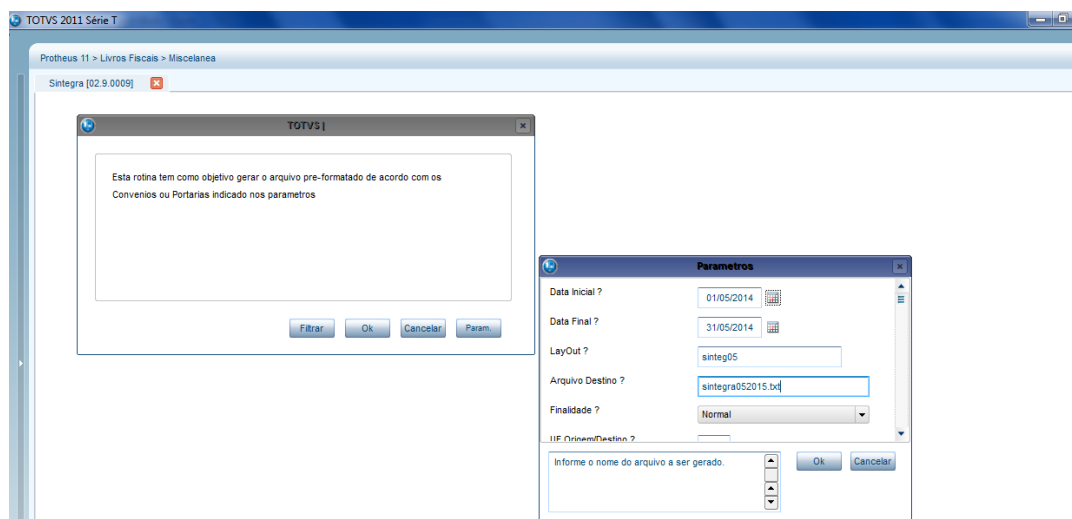 TOTVS 2011 Série T
Protheus 11 > Livros Fiscais > Miscelanea
Sintegra [02.9.0009]
TOTVS |
Esta rotina tem como objetivo gerar o arquivo pre-formatado de acordo com os
Convenios ou Portarias indicado nos parametros
Filtrar Ok Cancelar Param.
Parametros
Data Inicial ? 01/05/2014
Data Final ? 31/05/2014
LayOut ? sinteg05
Arquivo Destino ? sintegra052015.txt
Finalidade ? Normal
UF Origem/Destino ?
Informe o nome do arquivo a ser gerado.
Ok Cancelar